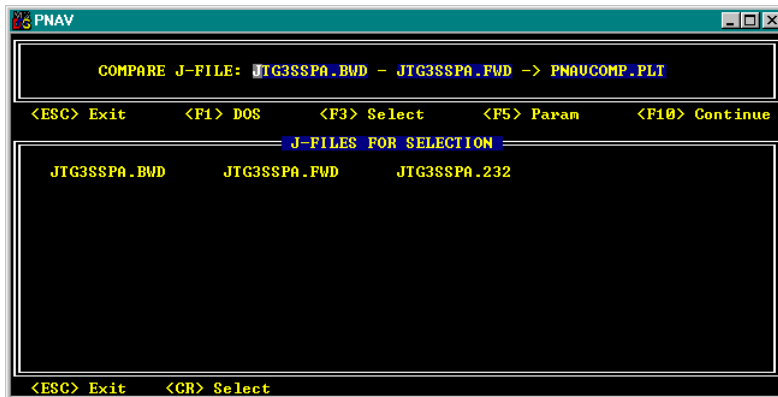 PNAV
COMPARE J-FILE: JTG3SSPA.BWD - JTG3SSPA.FWD -> PNAVCOMP.PLT
<ESC> Exit <F1> DOS <F3> Select <F5> Param <F10> Continue
J-FILES FOR SELECTION
JTG3SSPA.BWD JTG3SSPA.FWD JTG3SSPA.232
<ESC> Exit <CR> Select